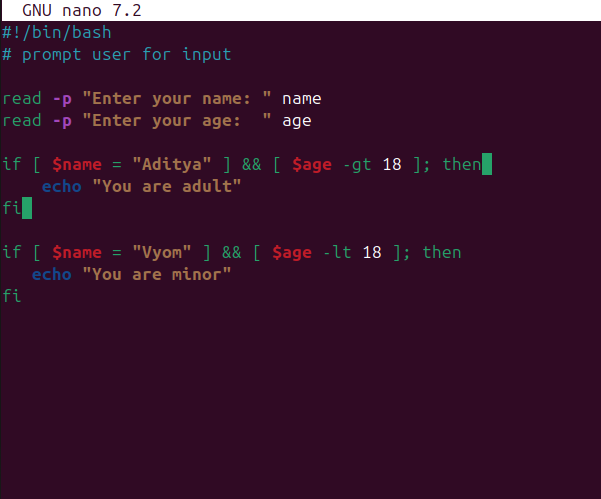 GNU nano 7.2
#!/bin/bash
# prompt user for input
read -p "Enter your name: " name
read -p "Enter your age:  " age
if [ $name = "Aditya" ] && [ $age -gt 18 ]; then
    echo "You are adult"
fi
if [ $name = "Vyom" ] && [ $age -lt 18 ]; then
   echo "You are minor"
fi